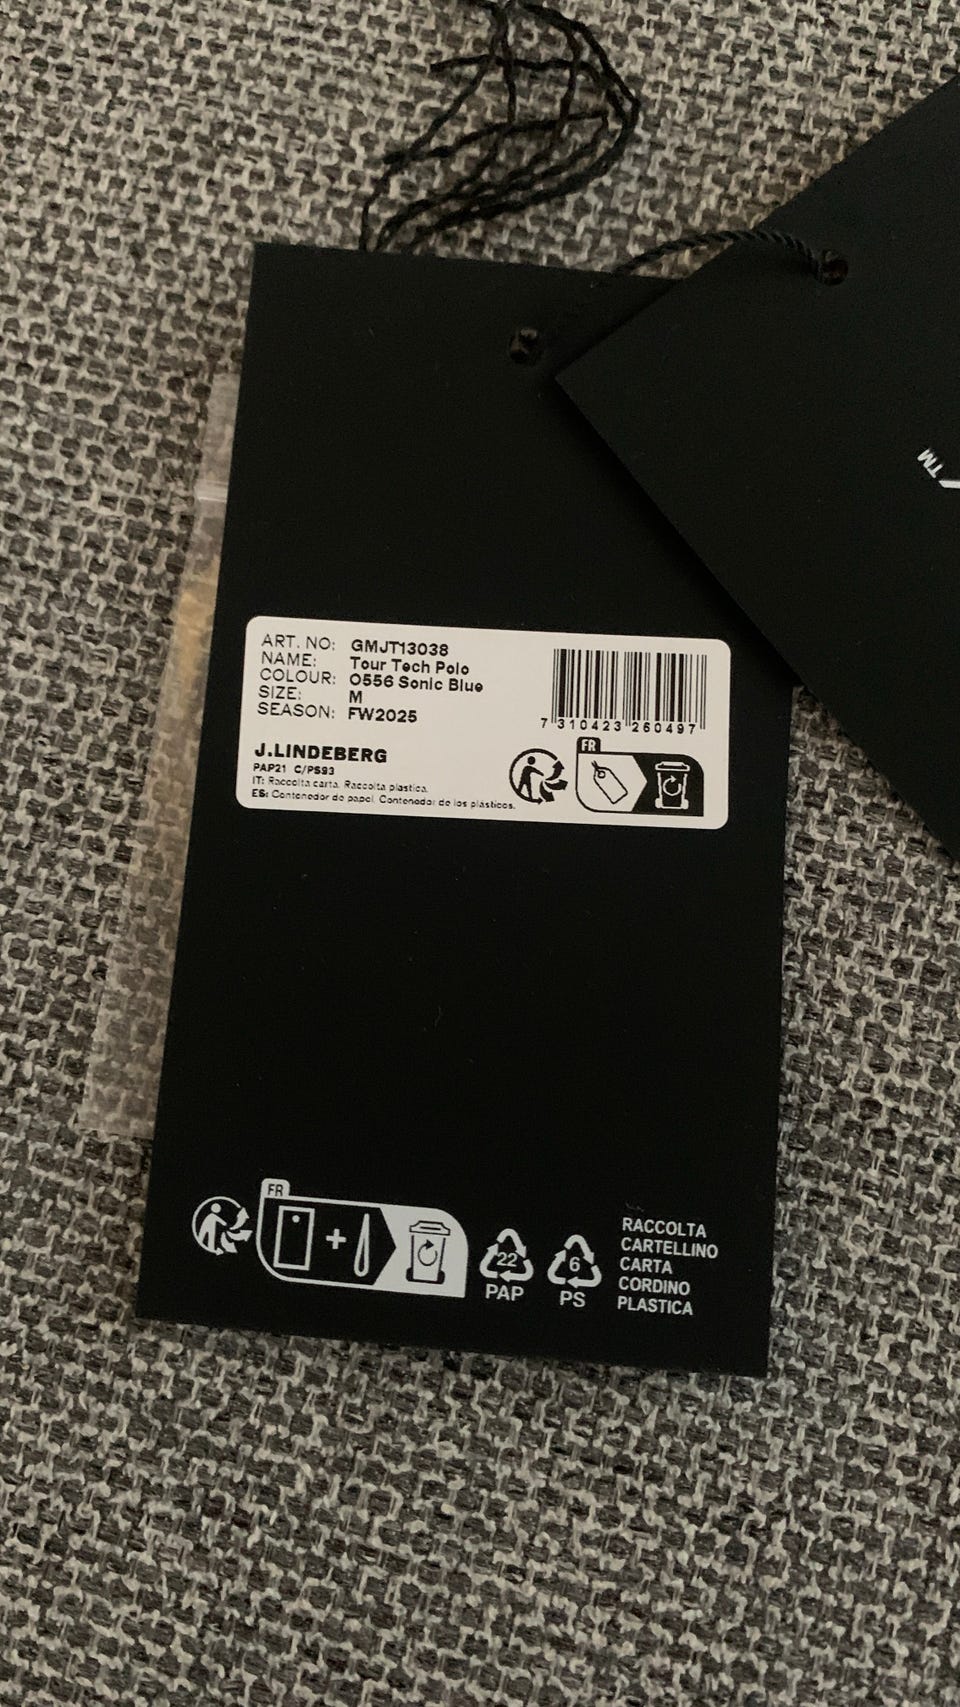 TM
ART. NO: GMJT13038
NAME: Tour Tech Polo
COLOUR: O556 Sonic Blue
SIZE: M
SEASON: FW2025
7 310423 260497
J.LINDEBERG
PAP21 C/PS93
IT: Raccolta carta. Raccolta plastica.
ES: Contenedor de papel. Contenedor de los plásticos.
FR
FR
22
PAP
6
PS
RACCOLTA
CARTELLINO
CARTA
CORDINO
PLASTICA